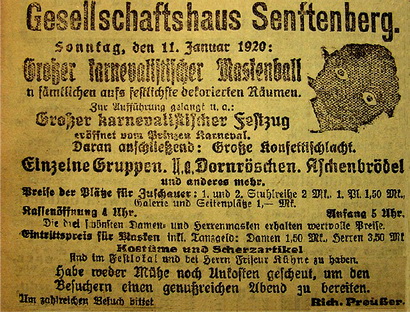 Gesellschaftshaus Senftenberg.
Sonntag, den 11. Januar 1920:
Großer karnevalistischer Maskenball
n sämtlichen aufs festlichste dekorierten Räumen.
Zur Aufführung gelangt u. a.:
Großer karnevalistischer Festzug
eröffnet vom Prinzen Karneval.
Daran anschließend: Große Konfettischlacht.
Einzelne Gruppen. U. a. Dornröschen. Aschenbrödel
und anderes mehr.
Preise der Plätze für Zuschauer: 1. und 2. Stuhlreihe 2 Mk., 1. Pl. 1,50 Mk.,
Galerie und Seitenplätze 1,— Mk.
Kassenöffnung 4 Uhr. Anfang 5 Uhr.
Die drei schönsten Damen- und Herrenmasken erhalten wertvolle Preise.
Eintrittspreis für Masken inkl. Tanzgeld: Damen 1,50 Mk., Herren 3,50 Mk
Kostüme und Scherzartikel
sind im Festlokal und bei Herrn Friseur Kühne zu haben.
Habe weder Mühe noch Unkosten gescheut, um den
Besuchern einen genußreichen Abend zu bereiten.
Um zahlreichen Besuch bittet Rich. Preußer.